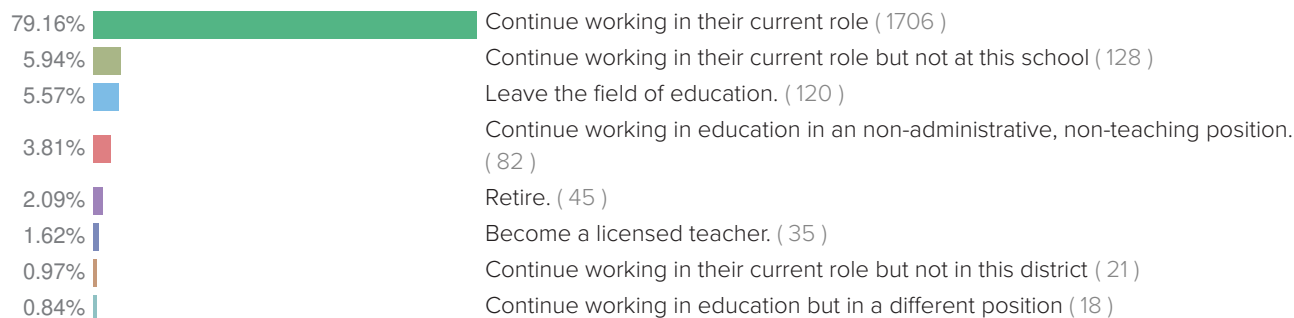 79.16% Continue working in their current role ( 1706 )
5.94% Continue working in their current role but not at this school ( 128 )
5.57% Leave the field of education. ( 120 )
3.81% Continue working in education in an non-administrative, non-teaching position.
( 82 )
2.09% Retire. ( 45 )
1.62% Become a licensed teacher. ( 35 )
0.97% Continue working in their current role but not in this district ( 21 )
0.84% Continue working in education but in a different position ( 18 )